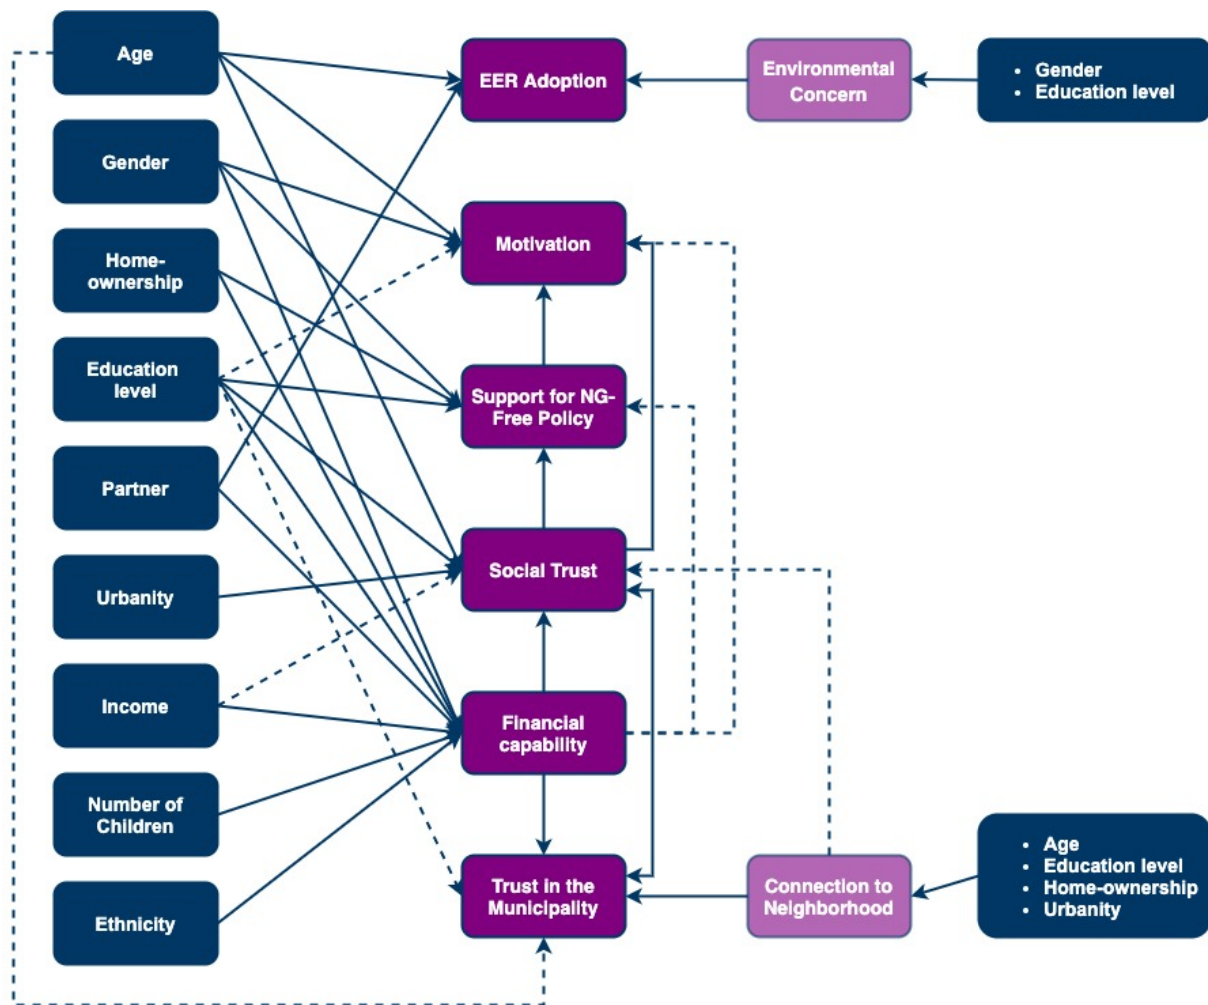 Age
Gender
Home-
ownership
Education
level
Partner
Urbanity
Income
Number of
Children
Ethnicity
EER Adoption
Motivation
Support for NG-
Free Policy
Social Trust
Financial
capability
Trust in the
Municipality
Environmental
Concern
Connection to
Neighborhood
• Gender
• Education level
• Age
• Education level
• Home-ownership
• Urbanity